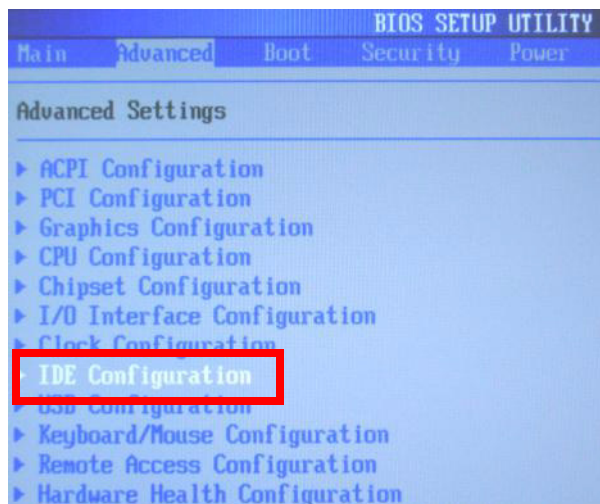 BIOS SETUP UTILITY
Main Advanced Boot Security Power
Advanced Settings
ACPI Configuration
PCI Configuration
Graphics Configuration
CPU Configuration
Chipset Configuration
I/O Interface Configuration
Clock Configuration
IDE Configuration
USB Configuration
Keyboard/Mouse Configuration
Remote Access Configuration
Hardware Health Configuration